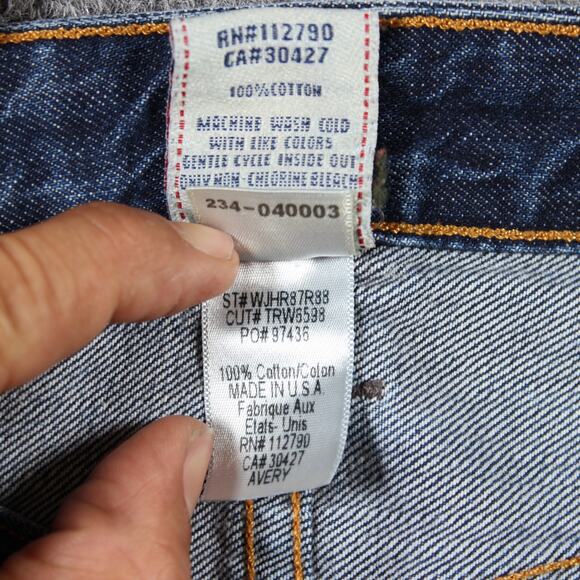 RN#112790
CA#30427
100% COTTON
MACHINE WASH COLD
WITH LIKE COLORS
GENTLE CYCLE INSIDE OUT
ONLY NON-CHLORINE BLEACH
234-040003
ST# WJHR87R88
CUT# TRW6598
PO# 97436
100% Cotton/Coton
MADE IN U.S.A.
Fabrique Aux
Etats- Unis
RN# 112790
CA# 30427
AVERY